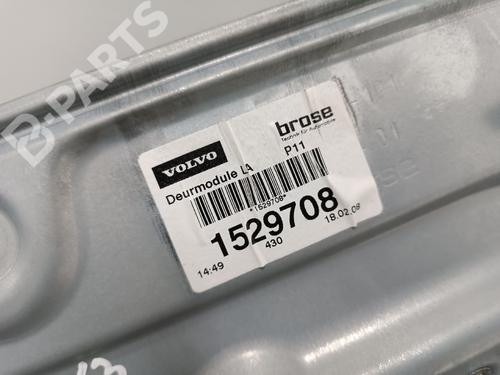 B-PARTS
VOLVO
brose
Technik für Automobile
Deurmodule LA
P11
*1529708*
1529708
14:49
430
18.02.08